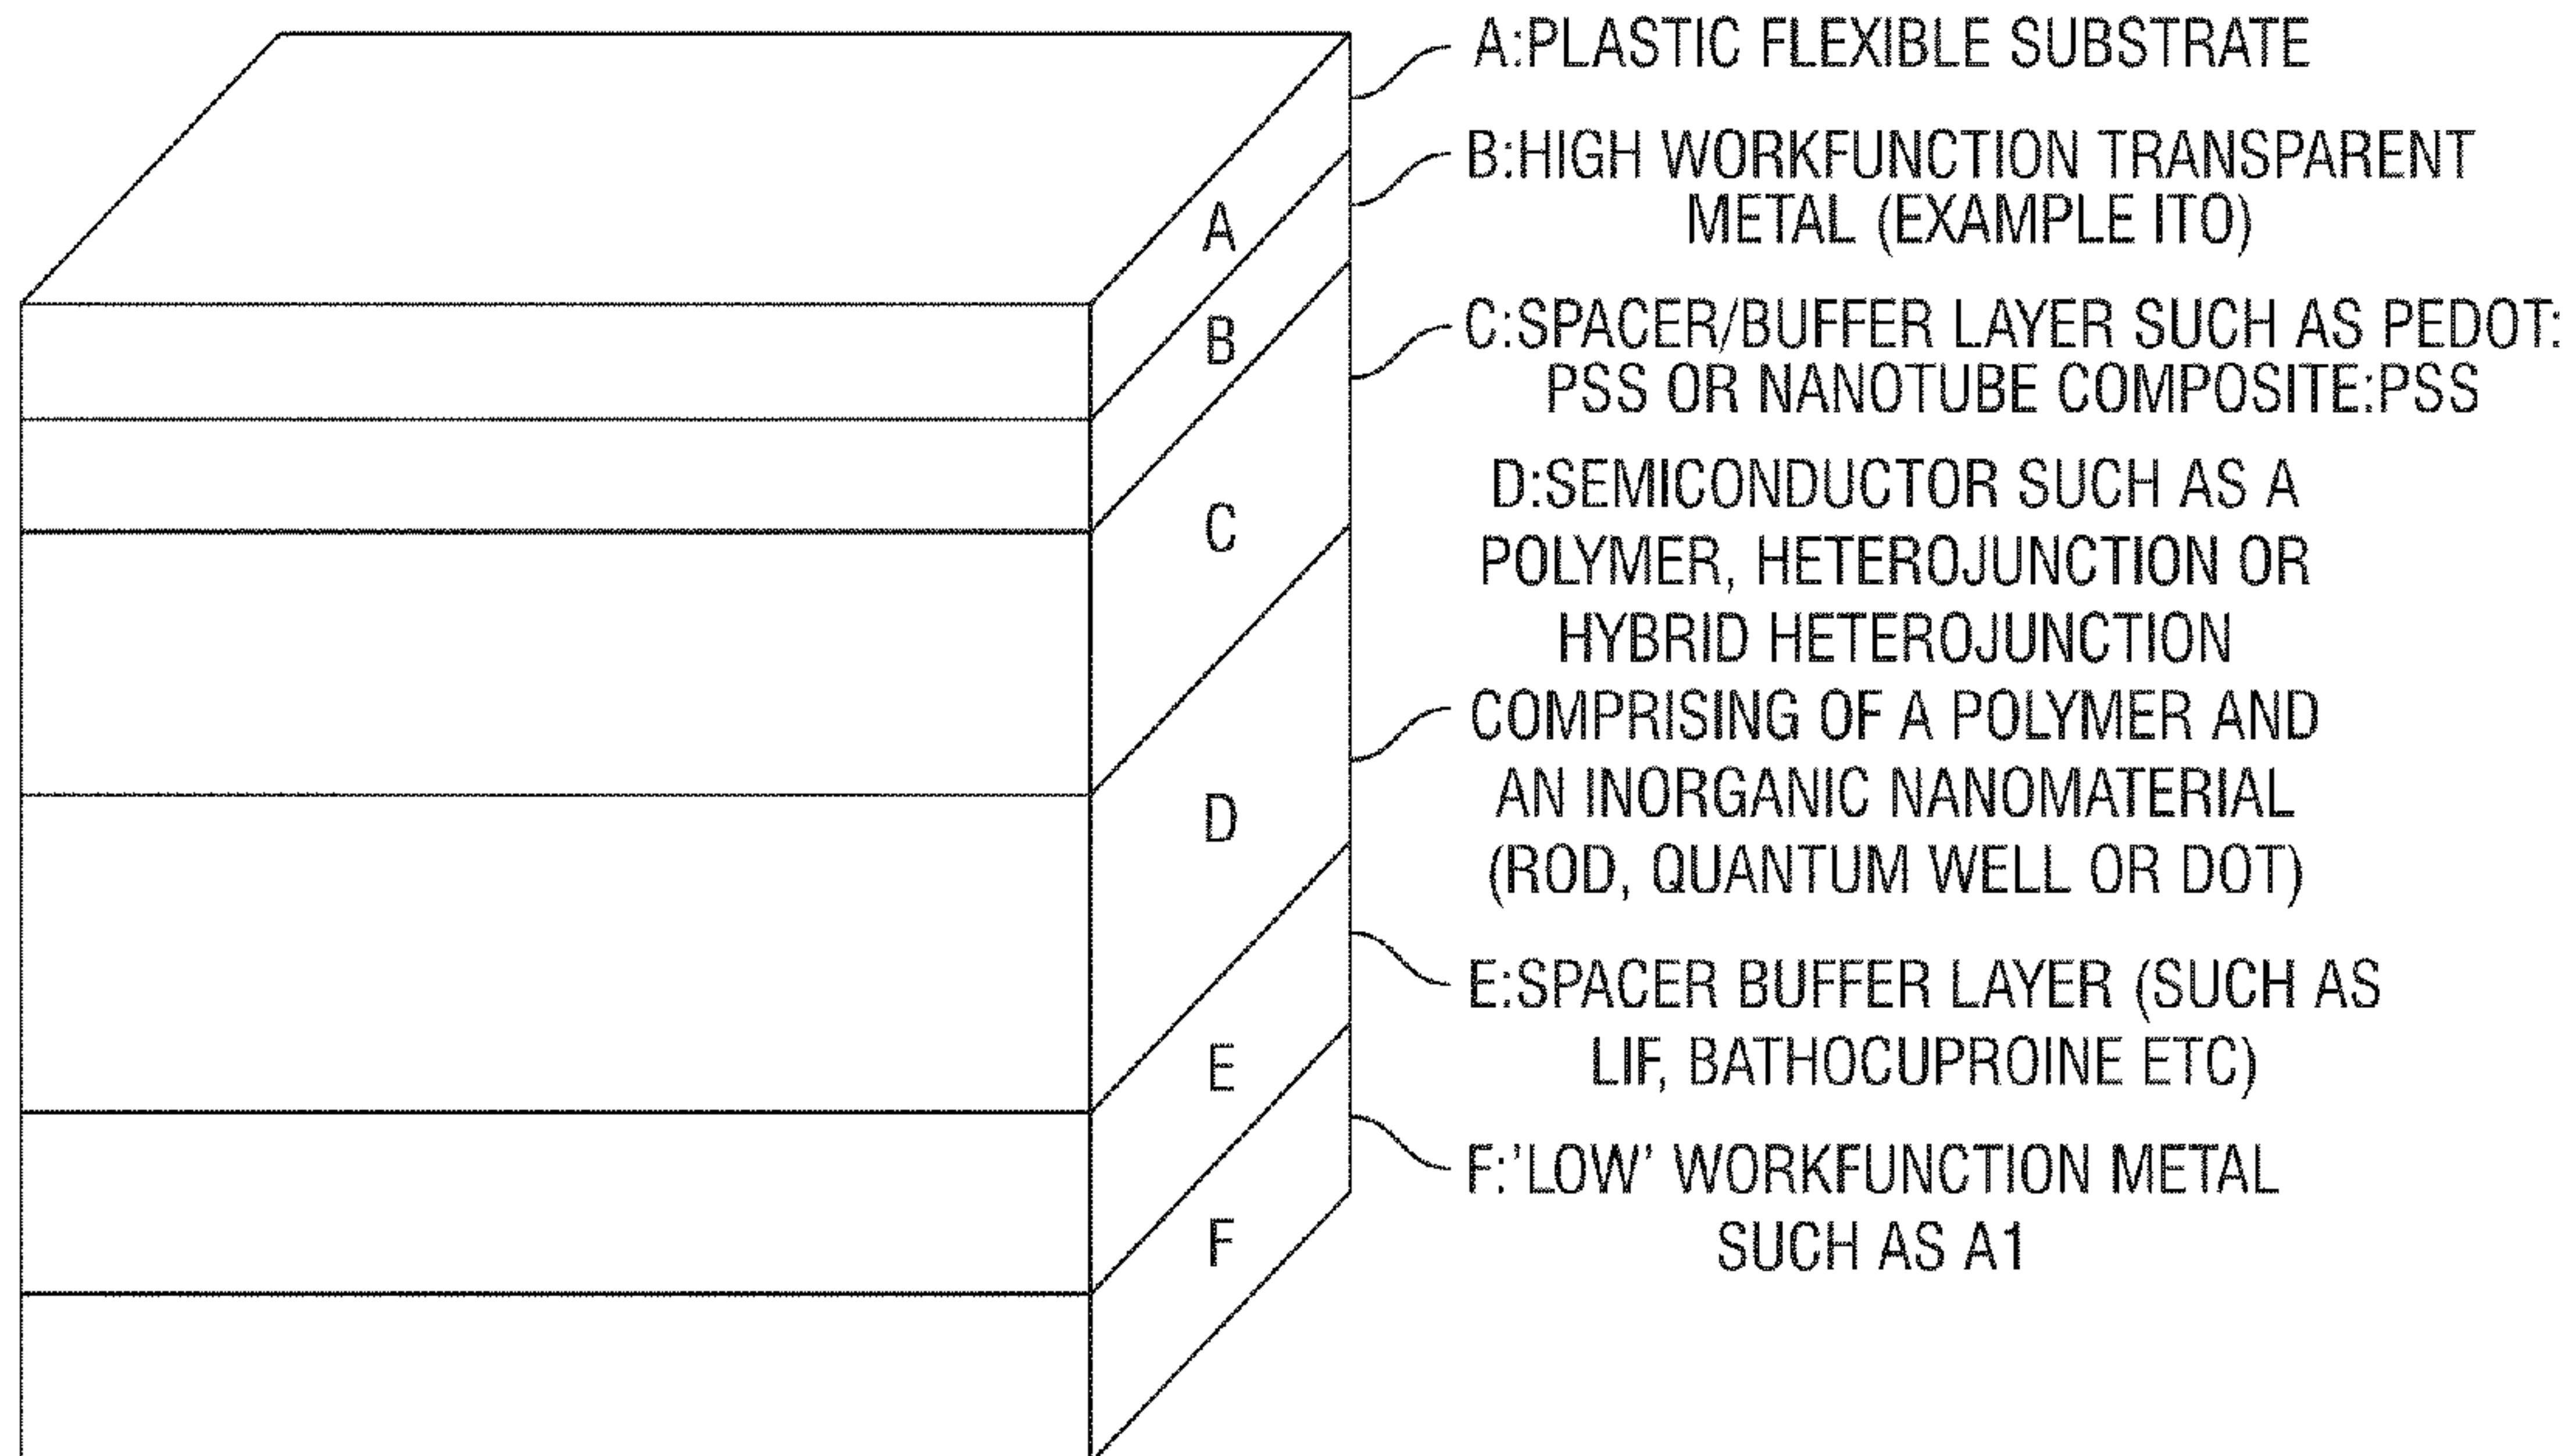 A:PLASTIC FLEXIBLE SUBSTRATE
B:HIGH WORKFUNCTION TRANSPARENT
METAL (EXAMPLE ITO)
C:SPACER/BUFFER LAYER SUCH AS PEDOT:
PSS OR NANOTUBE COMPOSITE:PSS
D:SEMICONDUCTOR SUCH AS A
POLYMER, HETEROJUNCTION OR
HYBRID HETEROJUNCTION
COMPRISING OF A POLYMER AND
AN INORGANIC NANOMATERIAL
(ROD, QUANTUM WELL OR DOT)
E:SPACER BUFFER LAYER (SUCH AS
LIF, BATHOCUPROINE ETC)
F:'LOW' WORKFUNCTION METAL
SUCH AS A1
A
B
C
D
E
F